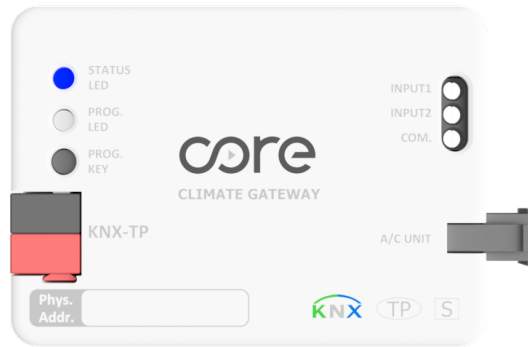 STATUS
LED
PROG.
LED
PROG.
KEY
INPUT1
INPUT2
COM.
core
CLIMATE GATEWAY
KNX-TP
A/C UNIT
Phys.
Addr.
KNX TP S